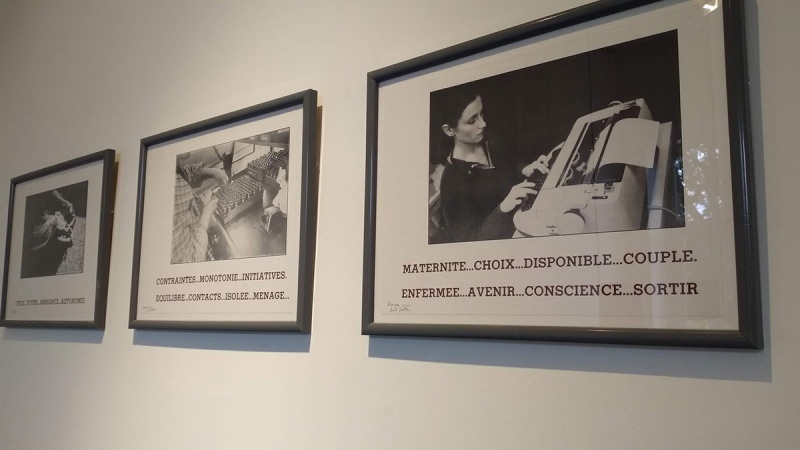 CONTRAINTES...MONOTONIE...INITIATIVES.
EQUILIBRE...CONTACTS...ISOLEE...MENAGE...
MATERNITE...CHOIX...DISPONIBLE...COUPLE.
ENFERMEE...AVENIR...CONSCIENCE...SORTIR